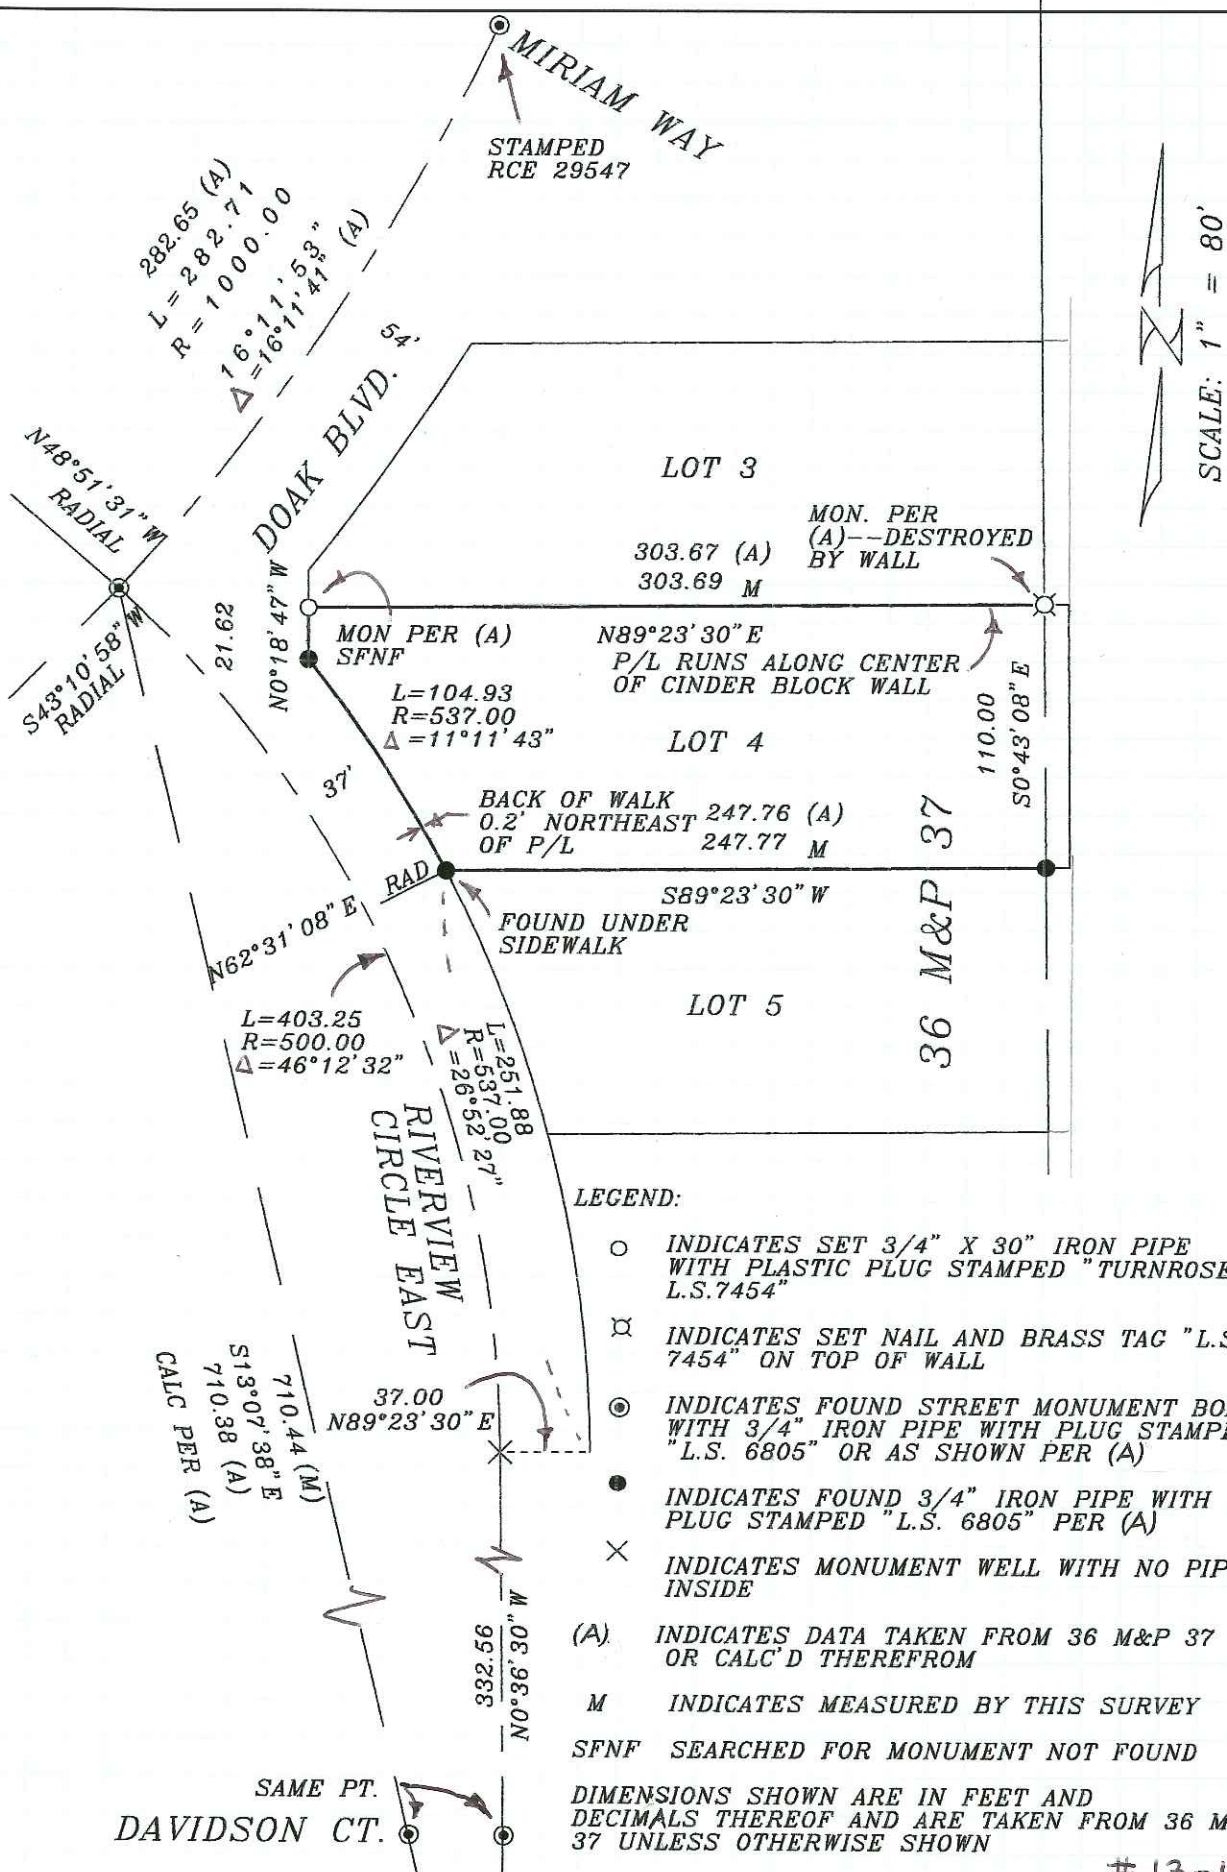 MIRIAM WAY
STAMPED
RCE 29547
282.65 (A)
L=282.71
R=1000.00
16°11'53"
Δ=16°11'41" (A)
54'
DOAK BLVD.
SCALE: 1" = 80'
N
N48°51'31"W
RADIAL
S43°10'58"W
RADIAL
21.62
N0°18'47"W
LOT 3
MON. PER
(A)--DESTROYED
BY WALL
303.67 (A)
303.69 M
MON PER (A)
SFNF
N89°23'30"E
P/L RUNS ALONG CENTER
OF CINDER BLOCK WALL
L=104.93
R=537.00
Δ=11°11'43"
LOT 4
110.00
S0°43'08"E
37'
BACK OF WALK
0.2' NORTHEAST
OF P/L
247.76 (A)
247.77 M
RAD
S89°23'30"W
36 M&P 37
N62°31'08"E
FOUND UNDER
SIDEWALK
LOT 5
L=403.25
R=500.00
Δ=46°12'32"
L=251.88
R=537.00
Δ=26°52'27"
RIVERVIEW
CIRCLE EAST
710.44 (M)
S13°07'38"E
710.38 (A)
CALC PER (A)
37.00
N89°23'30"E
332.56
N0°36'30"W
SAME PT.
DAVIDSON CT.
LEGEND:
INDICATES SET 3/4" X 30" IRON PIPE
WITH PLASTIC PLUG STAMPED "TURNROSE
L.S.7454"
INDICATES SET NAIL AND BRASS TAG "L.S
7454" ON TOP OF WALL
INDICATES FOUND STREET MONUMENT BO
WITH 3/4" IRON PIPE WITH PLUG STAMP
"L.S. 6805" OR AS SHOWN PER (A)
INDICATES FOUND 3/4" IRON PIPE WITH
PLUG STAMPED "L.S. 6805" PER (A)
INDICATES MONUMENT WELL WITH NO PIP
INSIDE
(A) INDICATES DATA TAKEN FROM 36 M&P 37
OR CALC'D THEREFROM
M INDICATES MEASURED BY THIS SURVEY
SFNF SEARCHED FOR MONUMENT NOT FOUND
DIMENSIONS SHOWN ARE IN FEET AND
DECIMALS THEREOF AND ARE TAKEN FROM 36 M
37 UNLESS OTHERWISE SHOWN